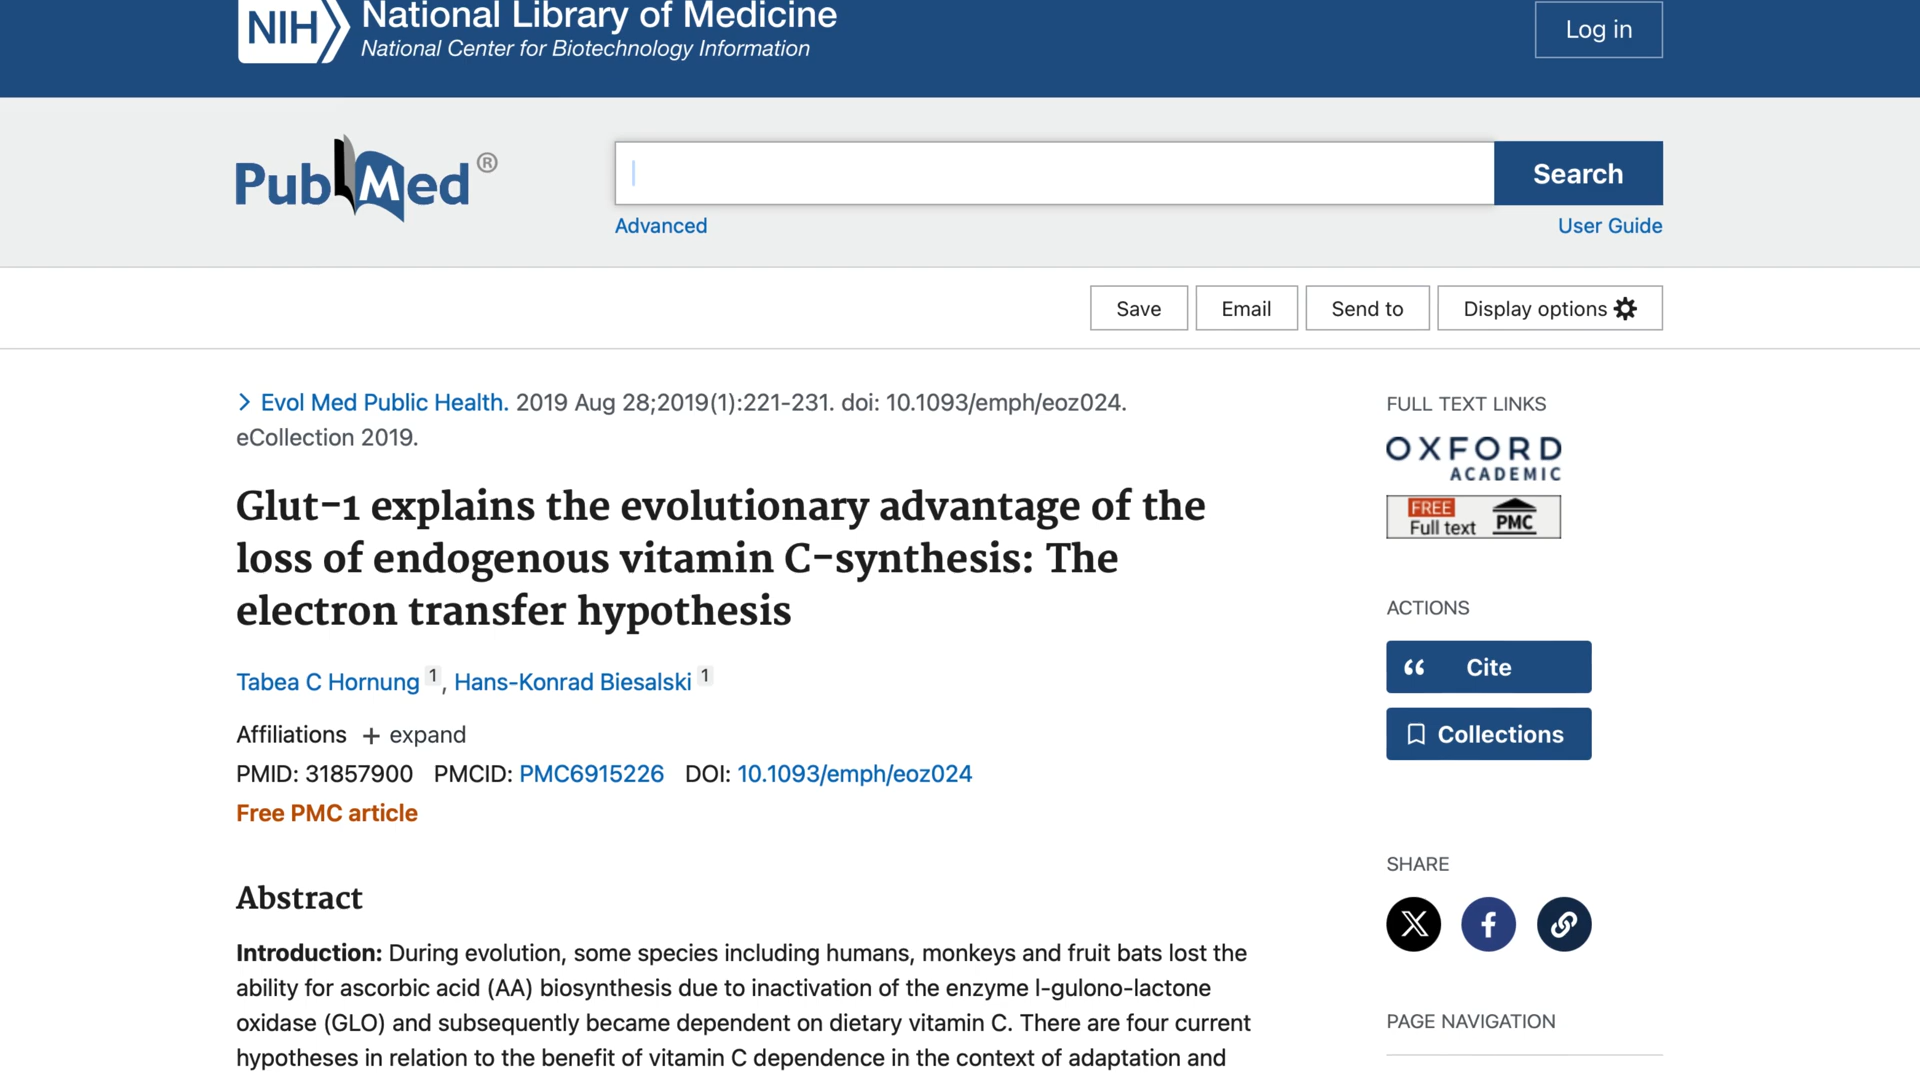 NIH
National Library of Medicine
National Center for Biotechnology Information
Log in
PubMed®
Search
Advanced
User Guide
Save
Email
Send to
Display options
Evol Med Public Health. 2019 Aug 28;2019(1):221-231. doi: 10.1093/emph/eoz024.
eCollection 2019.
Glut-1 explains the evolutionary advantage of the
loss of endogenous vitamin C-synthesis: The
electron transfer hypothesis
Tabea C Hornung 1, Hans-Konrad Biesalski 1
Affiliations + expand
PMID: 31857900 PMCID: PMC6915226 DOI: 10.1093/emph/eoz024
Free PMC article
Abstract
Introduction: During evolution, some species including humans, monkeys and fruit bats lost the
ability for ascorbic acid (AA) biosynthesis due to inactivation of the enzyme l-gulono-lactone
oxidase (GLO) and subsequently became dependent on dietary vitamin C. There are four current
hypotheses in relation to the benefit of vitamin C dependence in the context of adaptation and
FULL TEXT LINKS
OXFORD
ACADEMIC
FREE
Full text
PMC
ACTIONS
Cite
Collections
SHARE
PAGE NAVIGATION